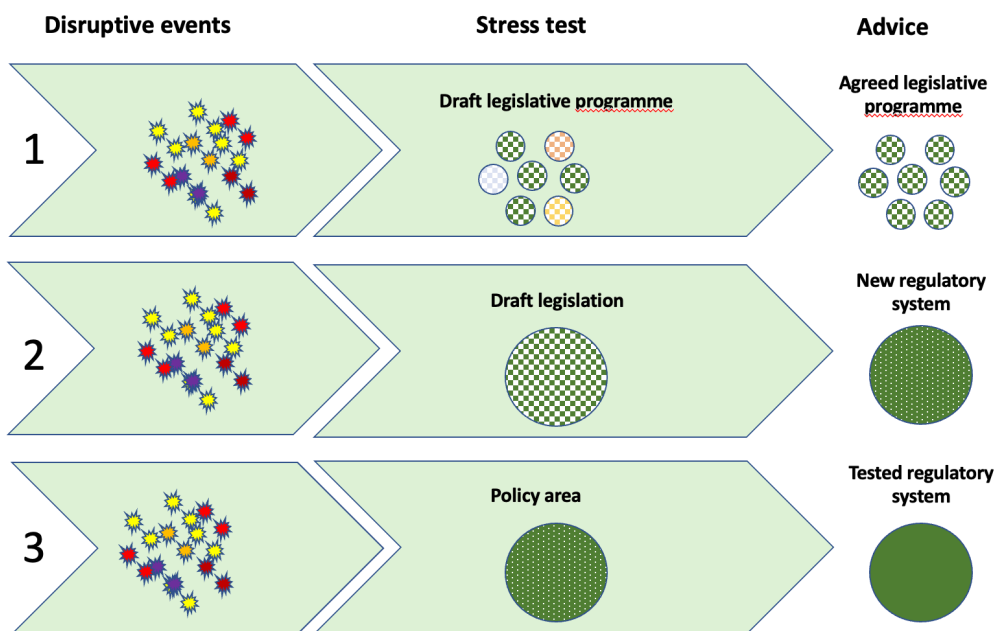 Disruptive events
Stress test
Advice
1
Draft legislative programme
Agreed legislative
programme
2
Draft legislation
New regulatory
system
3
Policy area
Tested regulatory
system